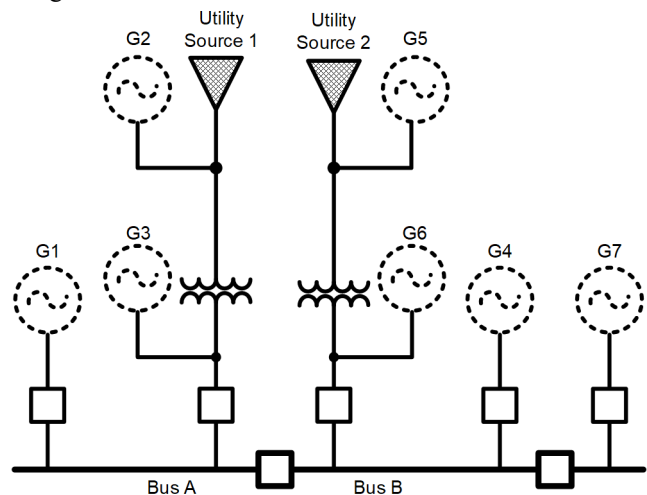 G2
Utility
Source 1
Utility
Source 2
G5
G1
G3
G6
G4
G7
Bus A
Bus B